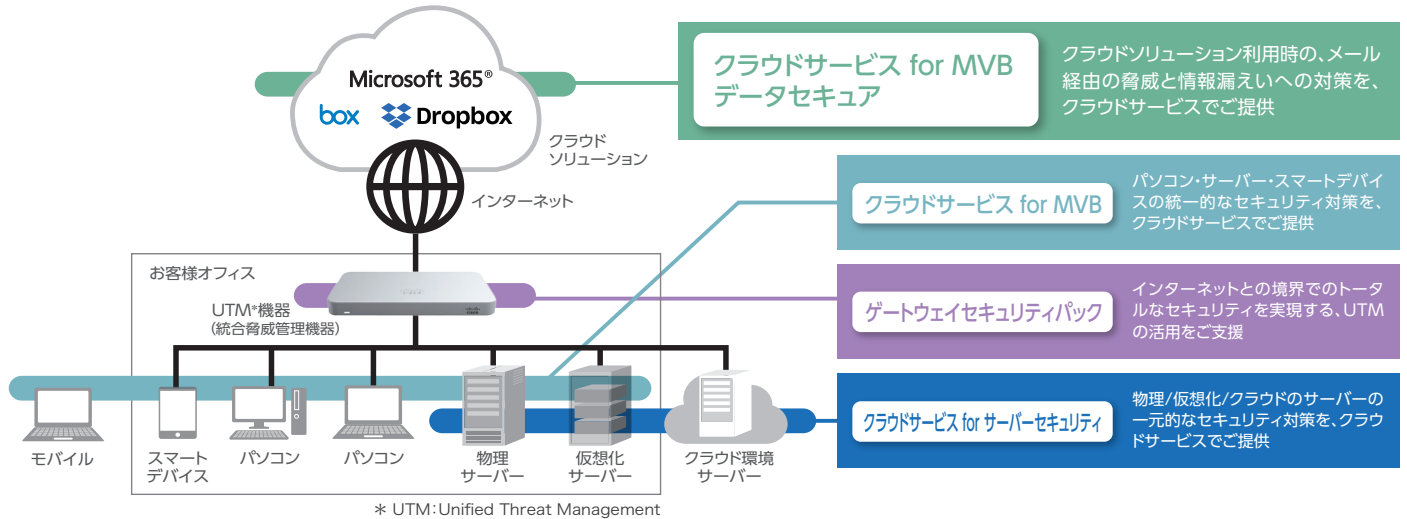 Microsoft 365®
box
Dropbox
クラウド
ソリューション
インターネット
お客様オフィス
UTM*機器
(統合脅威管理機器)
モバイル
スマート
デバイス
パソコン
パソコン
物理
サーバー
仮想化
サーバー
クラウド環境
サーバー
* UTM:Unified Threat Management
クラウドサービス for MVB
データセキュア
クラウドソリューション利用時の、メール
経由の脅威と情報漏えいへの対策を、
クラウドサービスでご提供
クラウドサービス for MVB
パソコン・サーバー・スマートデバイ
スの統一的なセキュリティ対策を、
クラウドサービスでご提供
ゲートウェイセキュリティパック
インターネットとの境界でのトータ
ルなセキュリティを実現する、UTM
の活用をご支援
クラウドサービス for サーバーセキュリティ
物理/仮想化/クラウドのサーバーの
一元的なセキュリティ対策を、クラウ
ドサービスでご提供